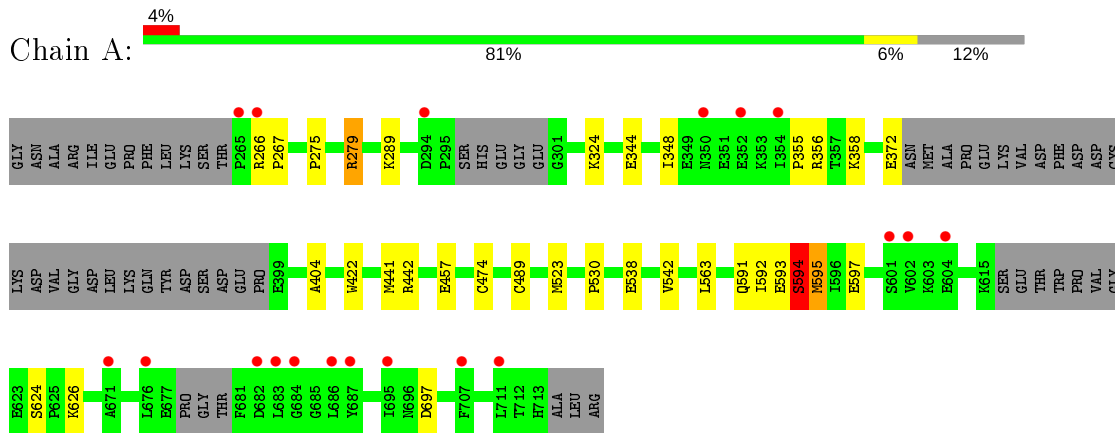 4%
Chain A:
81% 6% 12%
GLY ASN ALA ARG ILE GLU PRO PHE LEU LYS SER THR P265 R266 P267 P275 R279 K289 D294 P295 SER HIS GLU GLY GLU G301 K324 E344 I348 E349 N350 E351 E352 K353 I354 P355 R356 T357 K358 E372 ASN MET ALA PRO GLU LYS VAL ASP PHE ASP ASP CYS
LYS ASP VAL GLY ASP LEU LYS GLN TYR ASP SER ASP GLU PRO E399 A404 W422 M441 R442 E457 C474 C489 M523 P530 E538 V542 L563 Q591 I592 E593 S594 M595 I596 E597 S601 V602 K603 E604 K615 SER GLU THR TRP PRO VAL GLY
E623 S624 P625 K626 A671 L676 E677 PRO GLY THR F681 D682 L683 G684 G685 L686 Y687 I695 N696 D697 F707 L711 T712 H713 ALA LEU ARG